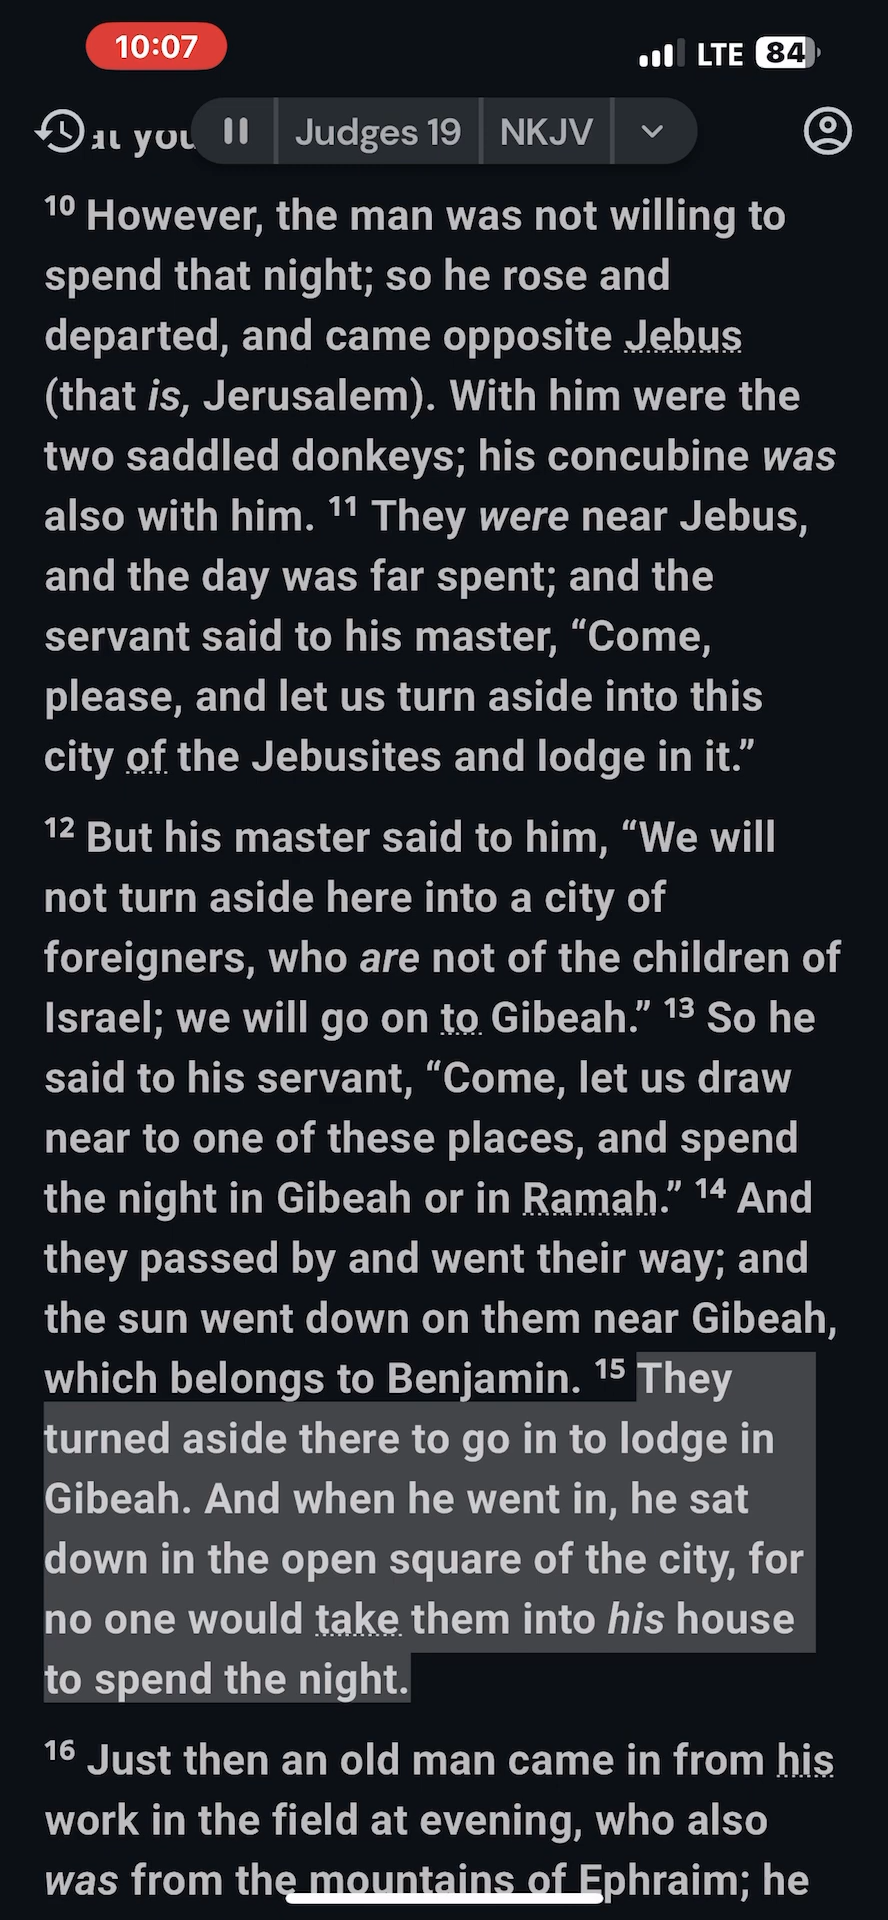 10:07 LTE 84
at you Judges 19 NKJV
10 However, the man was not willing to
spend that night; so he rose and
departed, and came opposite Jebus
(that is, Jerusalem). With him were the
two saddled donkeys; his concubine was
also with him. 11 They were near Jebus,
and the day was far spent; and the
servant said to his master, “Come,
please, and let us turn aside into this
city of the Jebusites and lodge in it.”
12 But his master said to him, “We will
not turn aside here into a city of
foreigners, who are not of the children of
Israel; we will go on to Gibeah.” 13 So he
said to his servant, “Come, let us draw
near to one of these places, and spend
the night in Gibeah or in Ramah.” 14 And
they passed by and went their way; and
the sun went down on them near Gibeah,
which belongs to Benjamin. 15 They
turned aside there to go in to lodge in
Gibeah. And when he went in, he sat
down in the open square of the city, for
no one would take them into his house
to spend the night.
16 Just then an old man came in from his
work in the field at evening, who also
was from the mountains of Ephraim; he